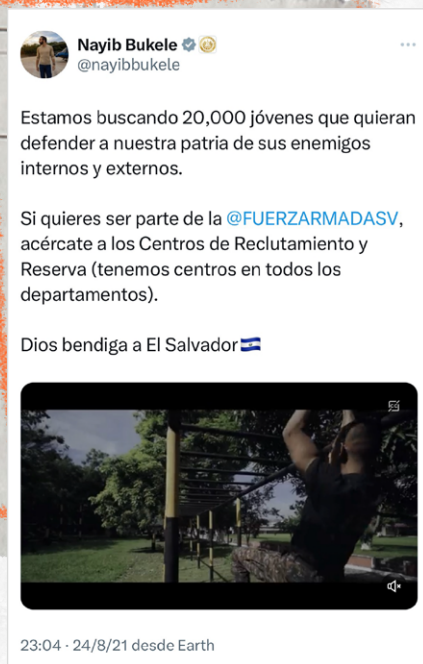 Nayib Bukele
@nayibbukele
Estamos buscando 20,000 jóvenes que quieran
defender a nuestra patria de sus enemigos
internos y externos.
Si quieres ser parte de la @FUERZARMADASV,
acércate a los Centros de Reclutamiento y
Reserva (tenemos centros en todos los
departamentos).
Dios bendiga a El Salvador🇸🇻
23:04 · 24/8/21 desde Earth